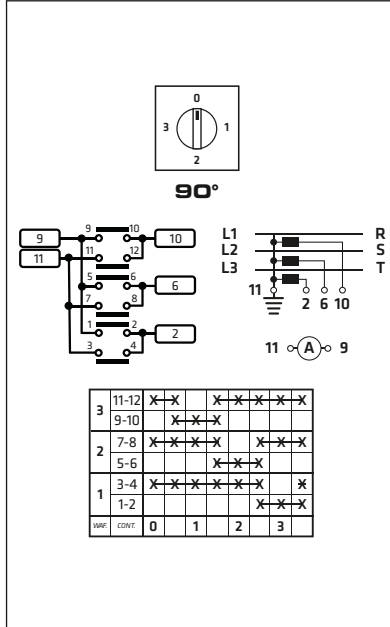 0
3 1
2
90°
9 9 10 10
11 11 12
5 6 6
7 8
1 2 2
3 4
L1 R
L2 S
L3 T
11 2 6 10
11 A 9
3 11-12 X X X X X X X
9-10 X X X
2 7-8 X X X X X X X
5-6 X X X
1 3-4 X X X X X X X
1-2 X X X
WAF. CONT. 0 1 2 3